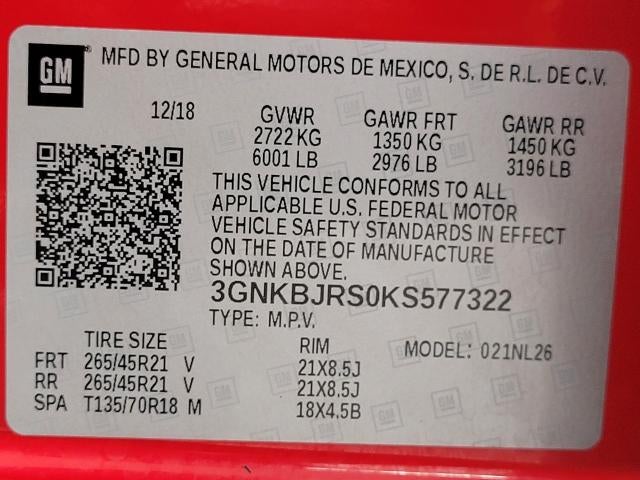 GM MFD BY GENERAL MOTORS DE MEXICO, S. DE R.L. DE C.V.
12/18 GVWR GAWR FRT GAWR RR
2722 KG 1350 KG 1450 KG
6001 LB 2976 LB 3196 LB
THIS VEHICLE CONFORMS TO ALL
APPLICABLE U.S. FEDERAL MOTOR
VEHICLE SAFETY STANDARDS IN EFFECT
ON THE DATE OF MANUFACTURE
SHOWN ABOVE.
3GNKBJRS0KS577322
TYPE: M.P.V.
TIRE SIZE RIM MODEL: 021NL26
FRT 265/45R21 V 21X8.5J
RR 265/45R21 V 21X8.5J
SPA T135/70R18 M 18X4.5B